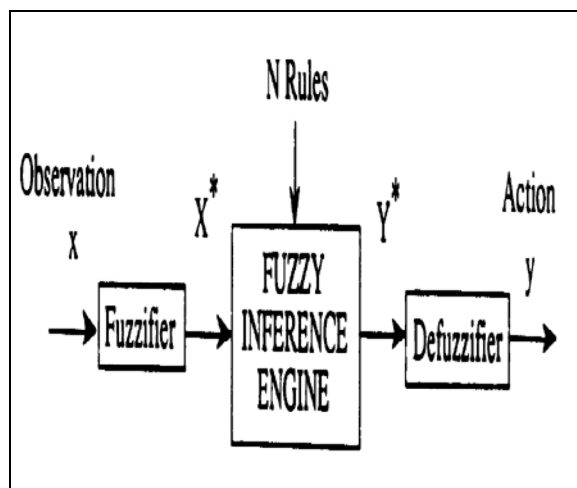 N Rules
Observation
x
X*
Y*
Action
y
Fuzzifier
FUZZY
INFERENCE
ENGINE
Defuzzifier